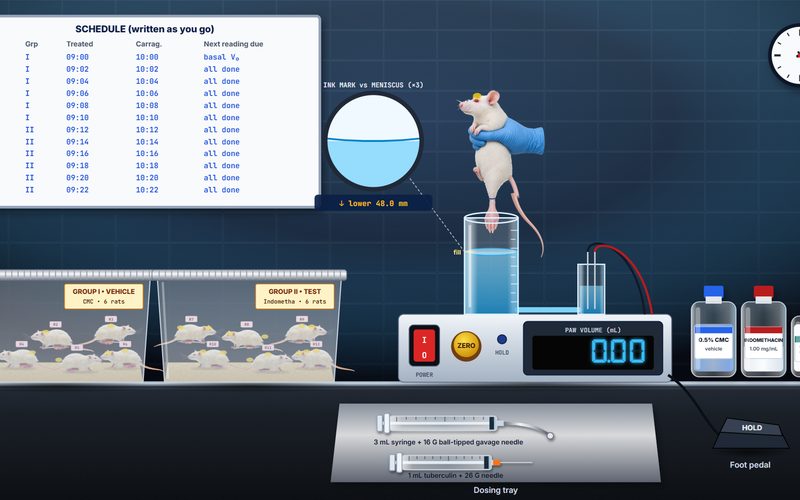 SCHEDULE (written as you go)
Grp Treated Carrag. Next reading due
I 09:00 10:00 basal V₀
I 09:02 10:02 all done
I 09:04 10:04 all done
I 09:06 10:06 all done
I 09:08 10:08 all done
I 09:10 10:10 all done
II 09:12 10:12 all done
II 09:14 10:14 all done
II 09:16 10:16 all done
II 09:18 10:18 all done
II 09:20 10:20 all done
II 09:22 10:22 all done
INK MARK vs MENISCUS (×3)
↓ lower 48.0 mm
fill
GROUP I • VEHICLE
CMC • 6 rats
GROUP II • TEST
Indometha • 6 rats
I
O
POWER
ZERO
HOLD
PAW VOLUME (mL)
0.00
0.5% CMC
vehicle
INDOMETHACIN
1.00 mg/mL
HOLD
Foot pedal
3 mL syringe + 16 G ball-tipped gavage needle
1 mL tuberculin + 26 G needle
Dosing tray